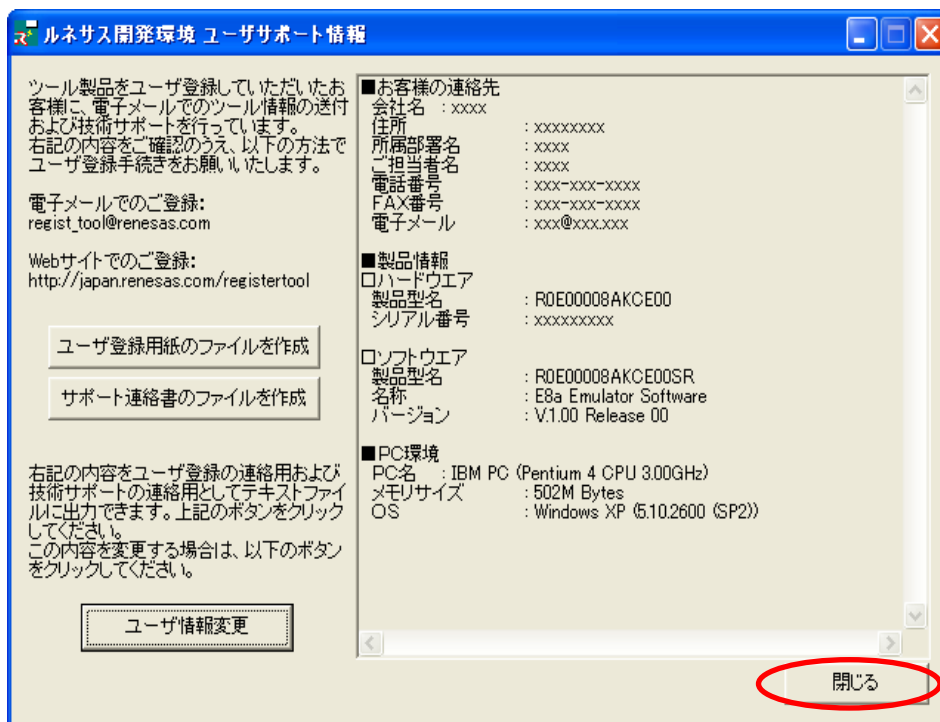 ルネサス開発環境 ユーザサポート情報
ツール製品をユーザ登録していただいたお
客様に、電子メールでのツール情報の送付
および技術サポートを行っています。
右記の内容をご確認のうえ、以下の方法で
ユーザ登録手続きをお願いいたします。
電子メールでのご登録:
regist_tool@renesas.com
Webサイトでのご登録:
http://japan.renesas.com/registertool
ユーザ登録用紙のファイルを作成
サポート連絡書のファイルを作成
右記の内容をユーザ登録の連絡用および
技術サポートの連絡用としてテキストファイ
ルに出力できます。上記のボタンをクリック
してください。
この内容を変更する場合は、以下のボタン
をクリックしてください。
ユーザ情報変更
■お客様の連絡先
会社名 : xxxx
住所 : xxxxxxxx
所属部署名 : xxxx
ご担当者名 : xxxx
電話番号 : xxx-xxx-xxxx
FAX番号 : xxx-xxx-xxxx
電子メール : xxx@xxx.xxx
■製品情報
□ハードウエア
製品型名 : R0E00008AKCE00
シリアル番号 : xxxxxxxxx
□ソフトウエア
製品型名 : R0E00008AKCE00SR
名称 : E8a Emulator Software
バージョン : V.1.00 Release 00
■PC環境
PC名 : IBM PC (Pentium 4 CPU 3.00GHz)
メモリサイズ : 502M Bytes
OS : Windows XP (5.10.2600 (SP2))
閉じる